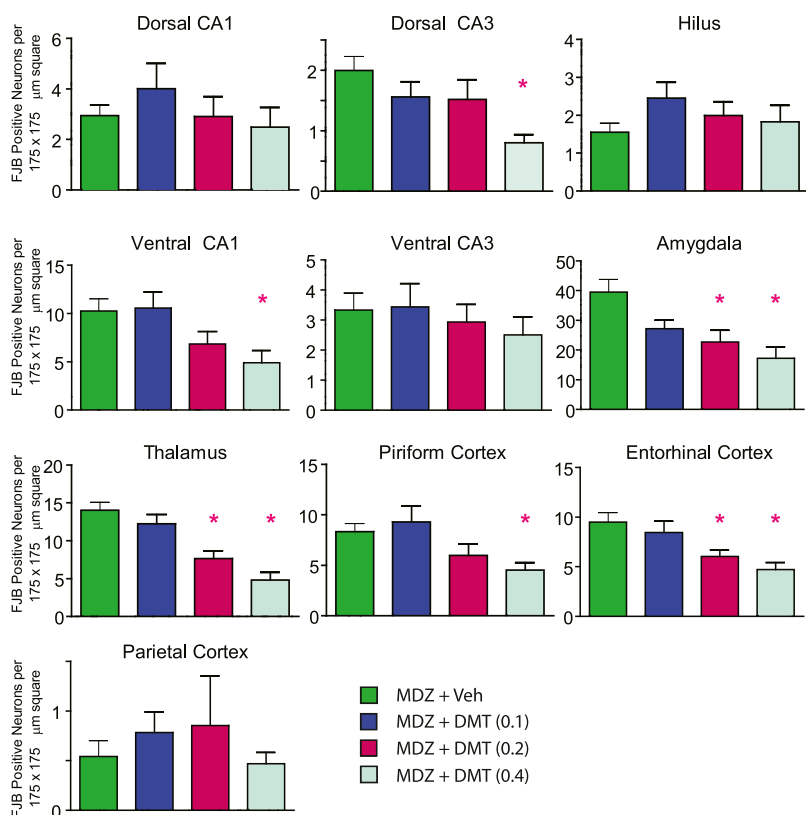 Dorsal CA1
Dorsal CA3
Hilus
FJB Positive Neurons per
175 x 175 µm square
6
4
2
0
2
1
0
4
3
2
1
0
*
Ventral CA1
Ventral CA3
Amygdala
FJB Positive Neurons per
175 x 175 µm square
15
10
5
0
*
6
5
4
3
2
1
0
50
40
30
20
10
0
* *
Thalamus
Piriform Cortex
Entorhinal Cortex
FJB Positive Neurons per
175 x 175 µm square
20
15
10
5
0
* *
15
10
5
0
*
15
10
5
0
* *
Parietal Cortex
FJB Positive Neurons per
175 x 175 µm square
1
0
MDZ + Veh
MDZ + DMT (0.1)
MDZ + DMT (0.2)
MDZ + DMT (0.4)